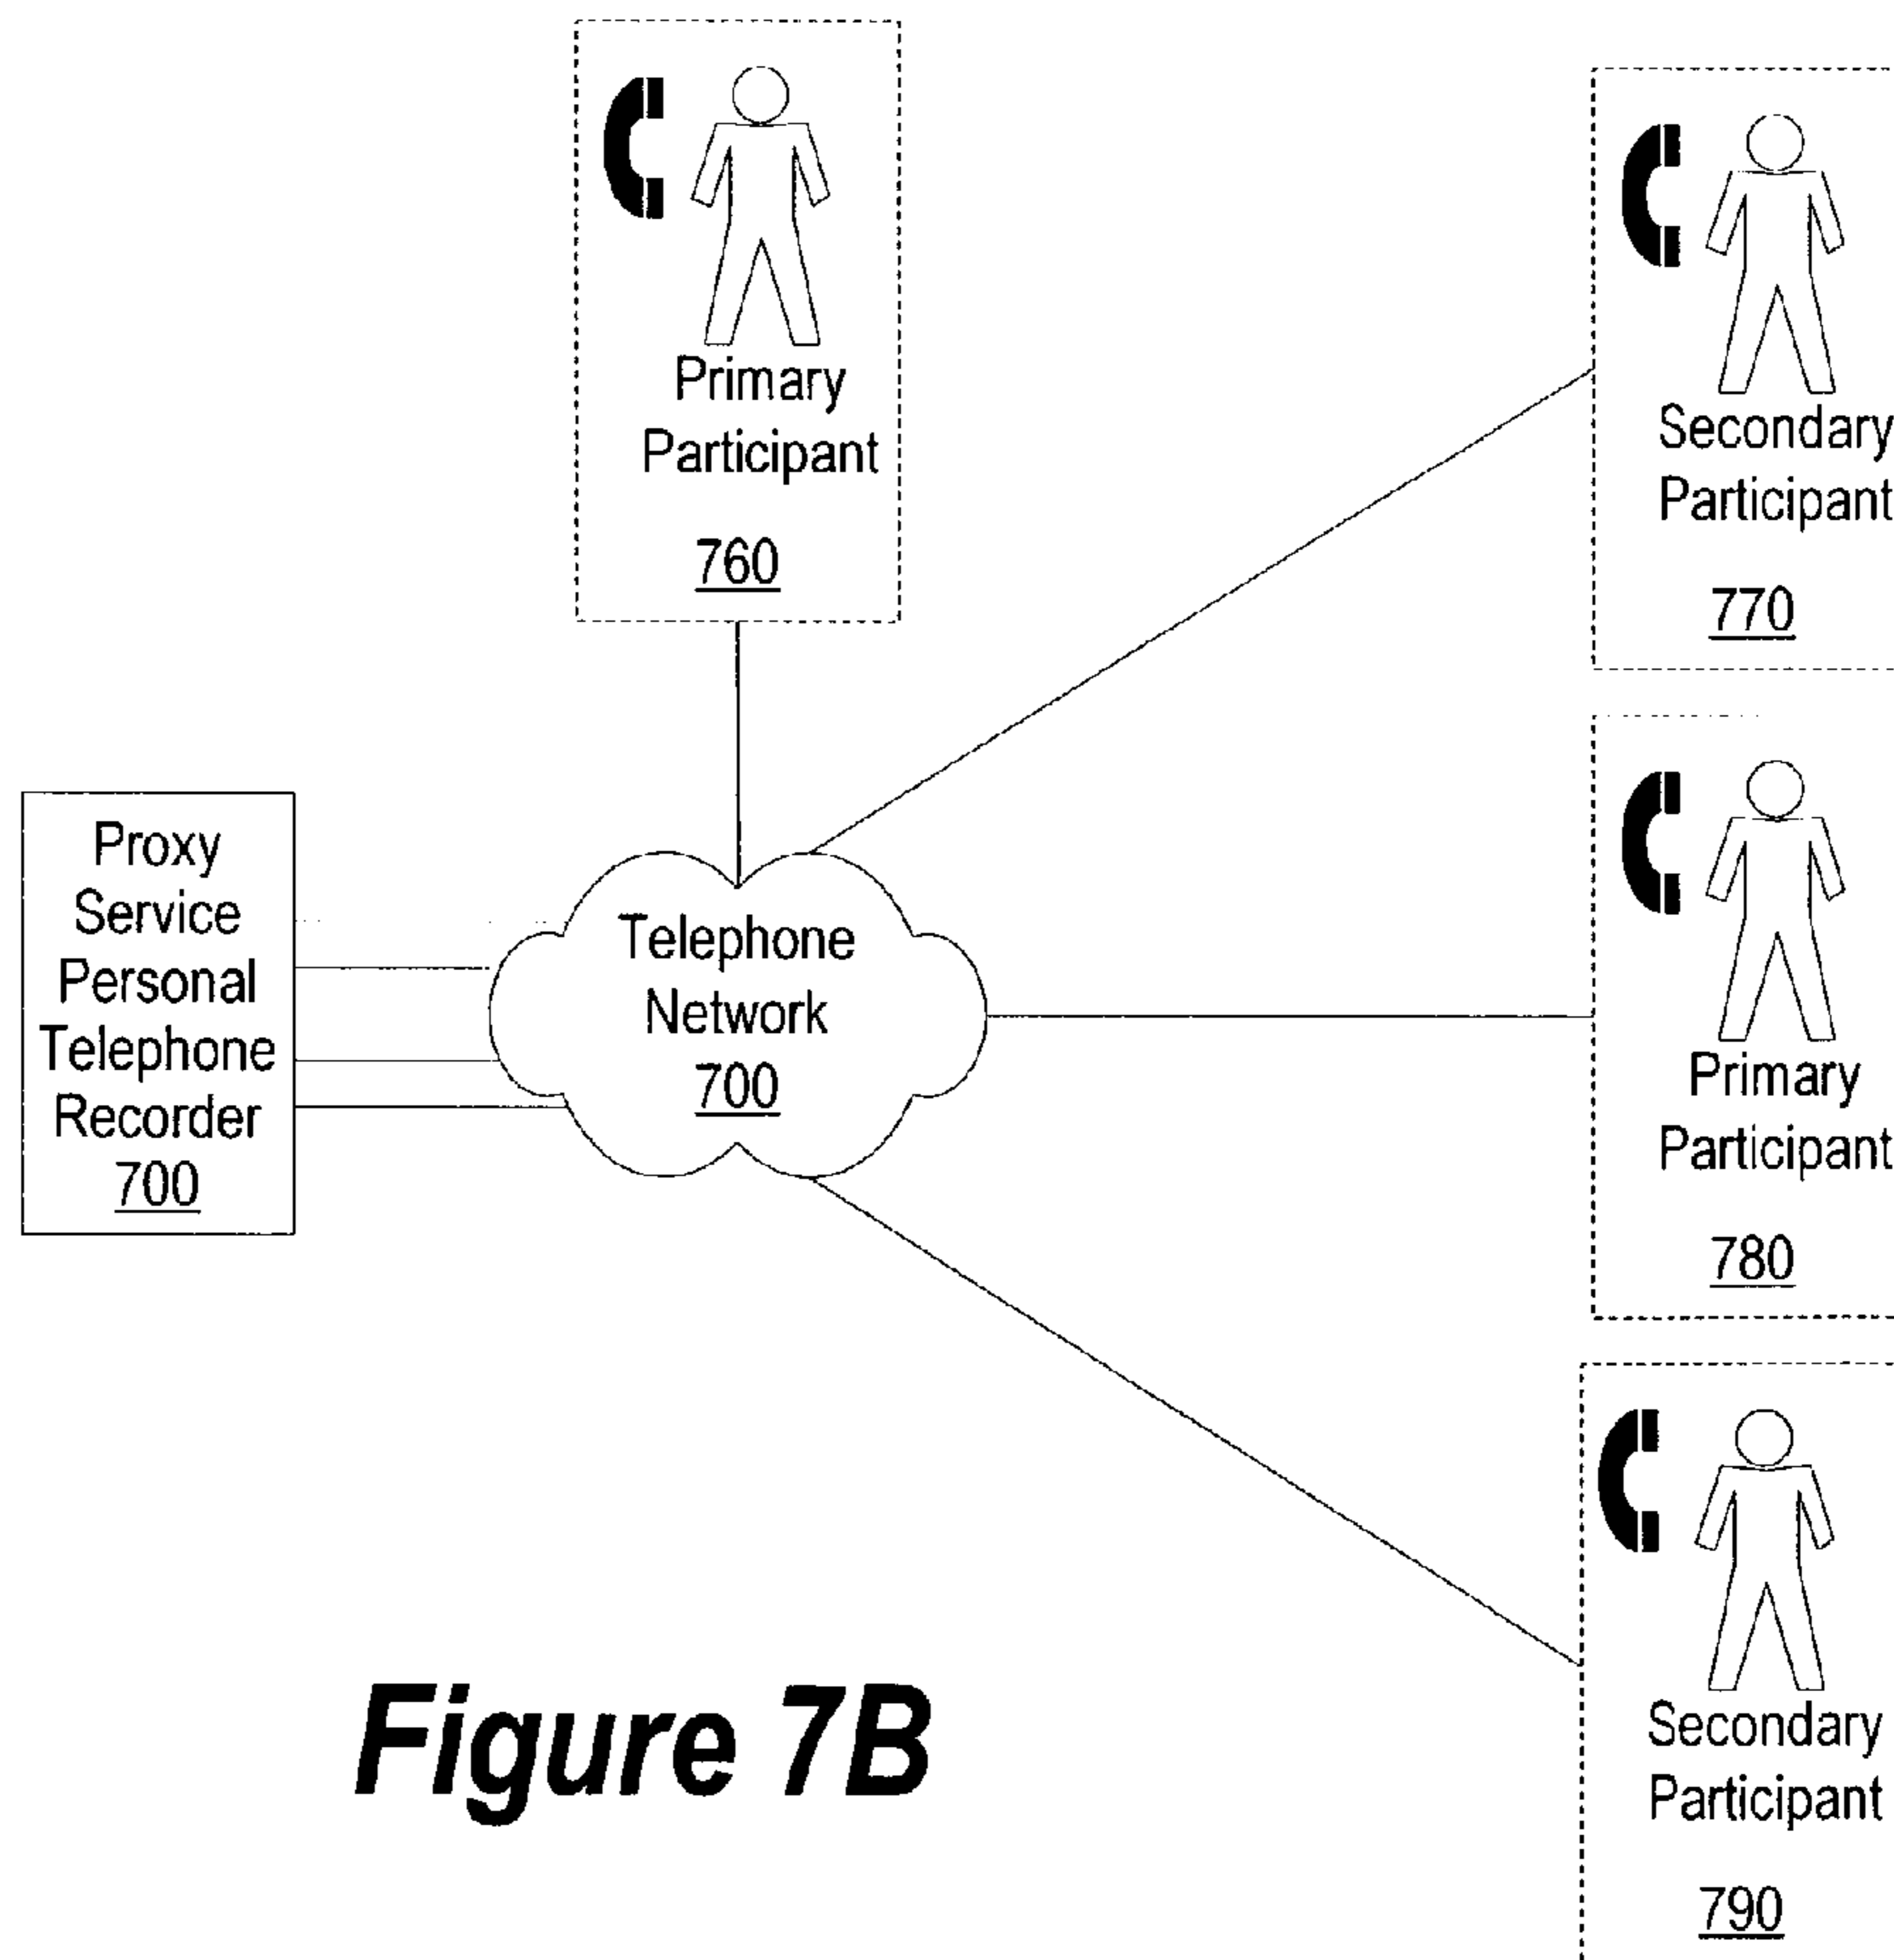 Primary
Participant
760
Secondary
Participant
770
Proxy
Service
Personal
Telephone
Recorder
700
Telephone
Network
700
Primary
Participant
780
Secondary
Participant
790
Figure 7B